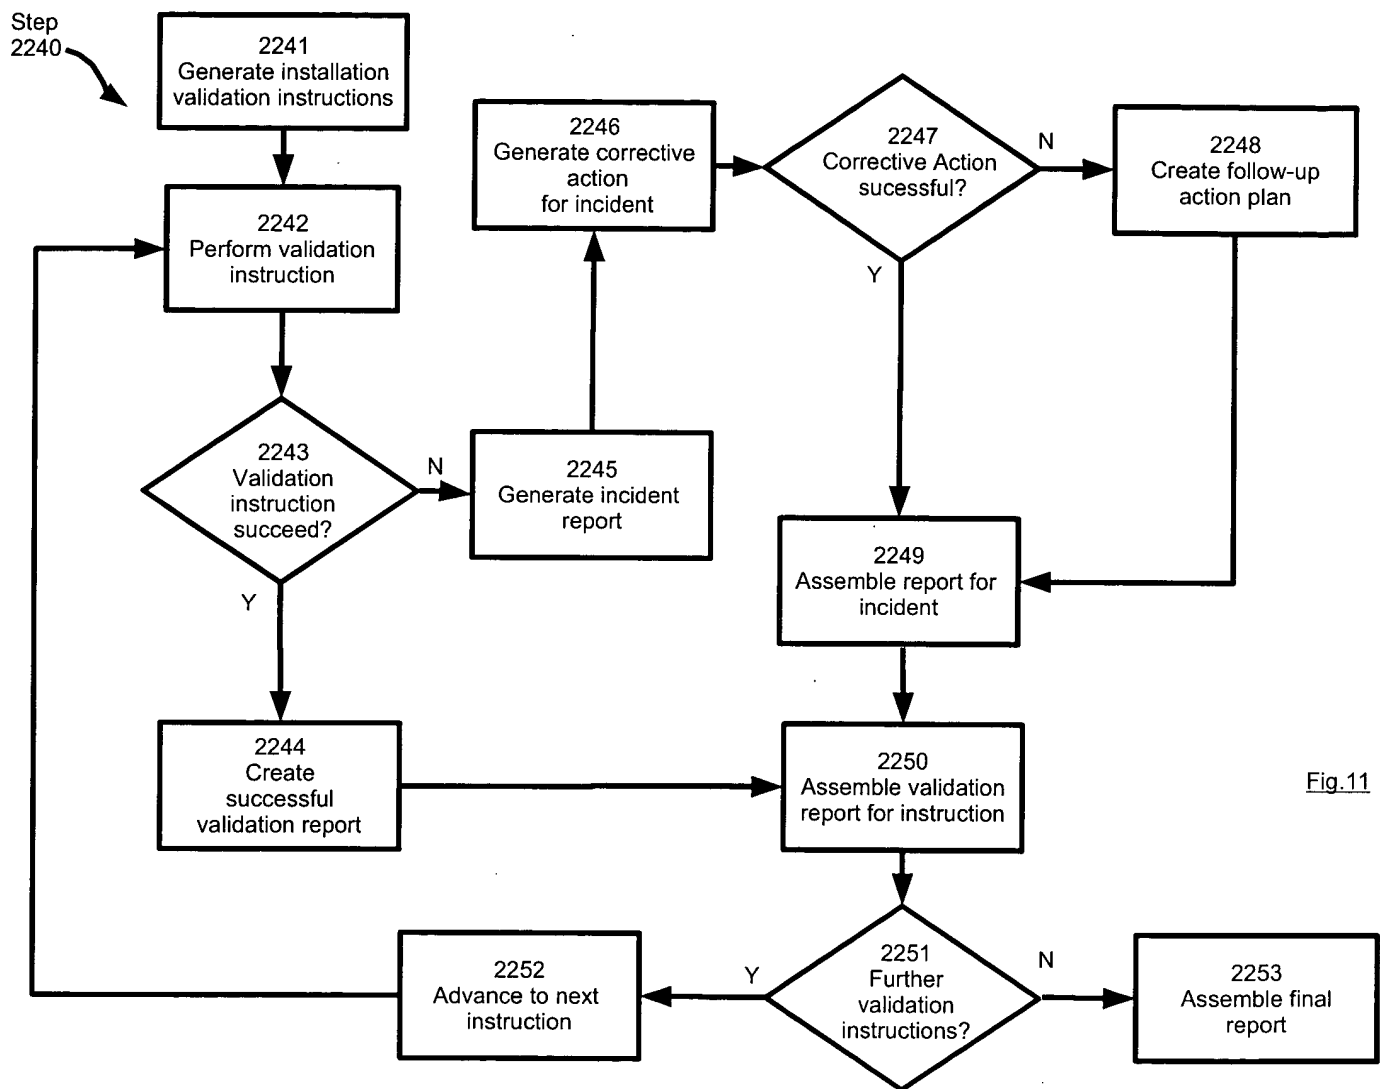 Step
2240
2241
Generate installation
validation instructions
2242
Perform validation
instruction
2243
Validation
instruction
succeed?
N
Y
2244
Create
successful
validation report
2245
Generate incident
report
2246
Generate corrective
action
for incident
2247
Corrective Action
sucessful?
N
Y
2248
Create follow-up
action plan
2249
Assemble report for
incident
2250
Assemble validation
report for instruction
2251
Further
validation
instructions?
Y
N
2252
Advance to next
instruction
2253
Assemble final
report
Fig.11